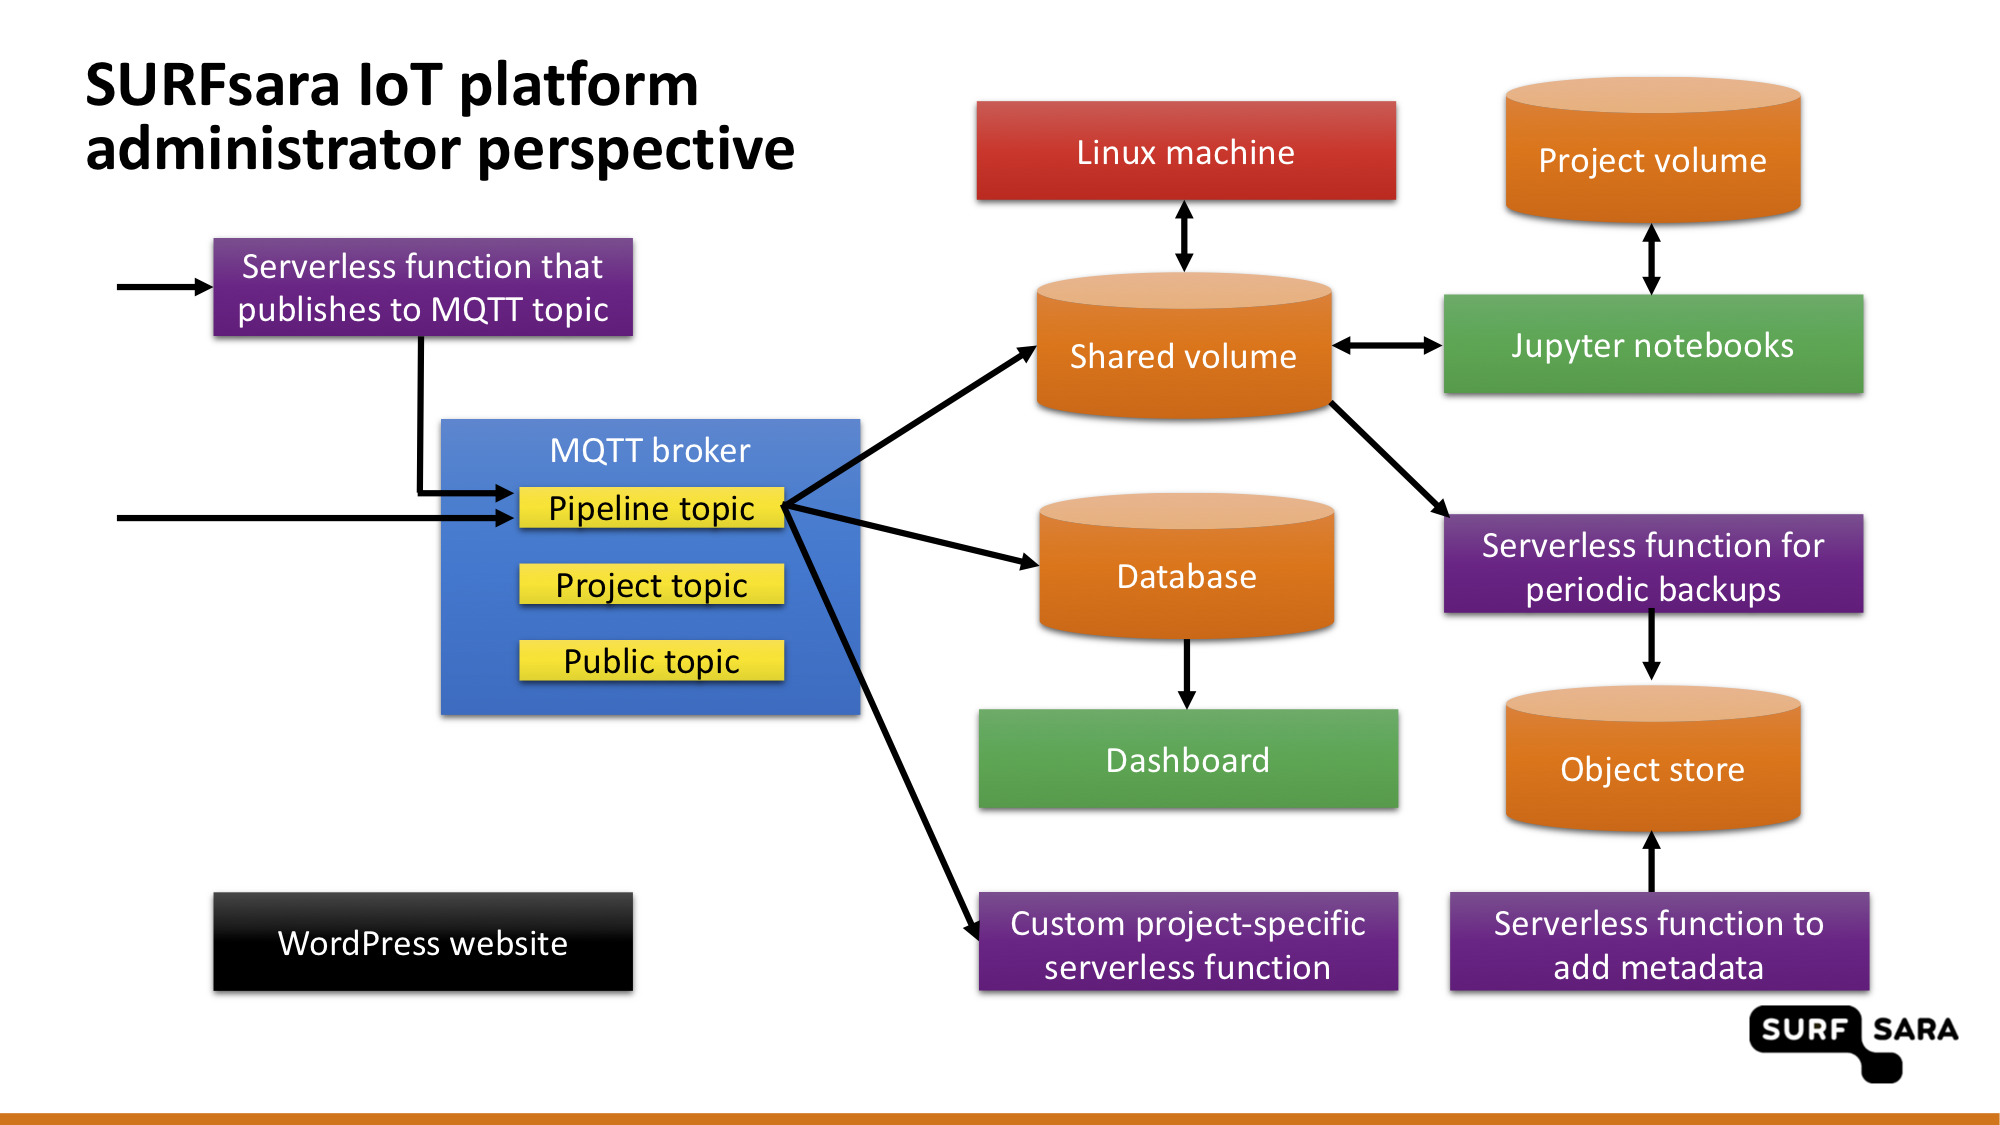 SURFsara IoT platform
administrator perspective
Linux machine
Project volume
Serverless function that
publishes to MQTT topic
Shared volume
Jupyter notebooks
MQTT broker
Pipeline topic
Project topic
Public topic
Database
Serverless function for
periodic backups
Dashboard
Object store
WordPress website
Custom project-specific
serverless function
Serverless function to
add metadata
SURF SARA